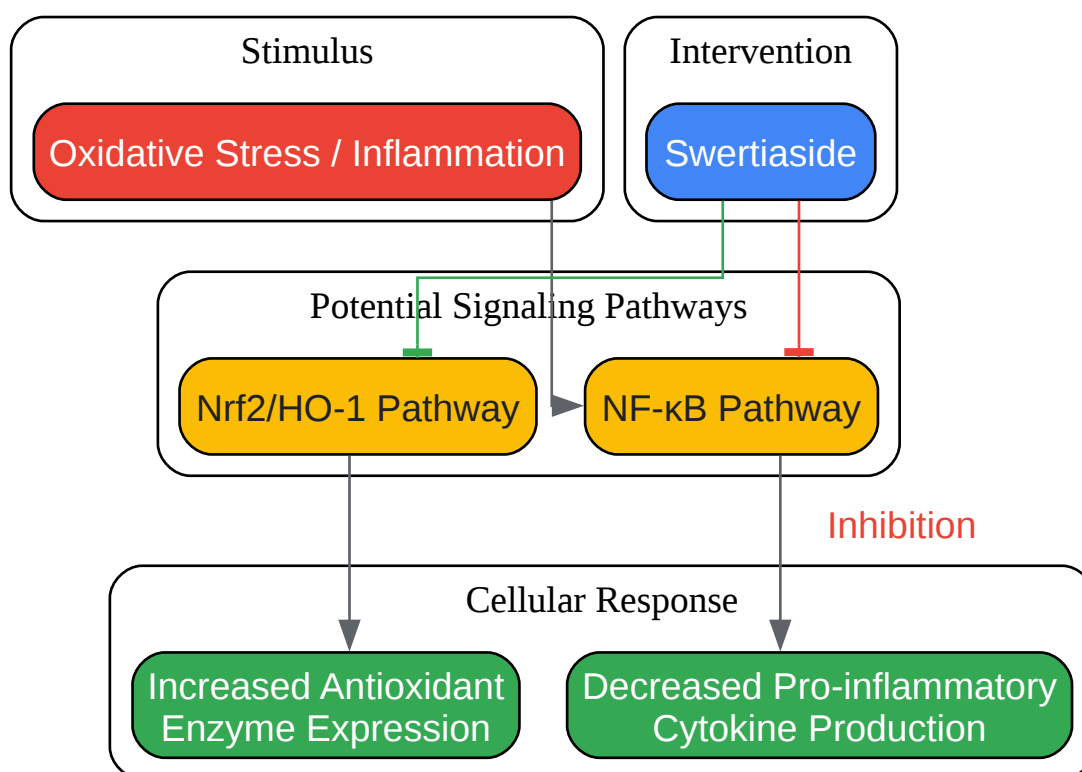 Stimulus
Intervention
Oxidative Stress / Inflammation
Swertiaside
Potential Signaling Pathways
Nrf2/HO-1 Pathway
NF-κB Pathway
Inhibition
Cellular Response
Increased Antioxidant
Enzyme Expression
Decreased Pro-inflammatory
Cytokine Production